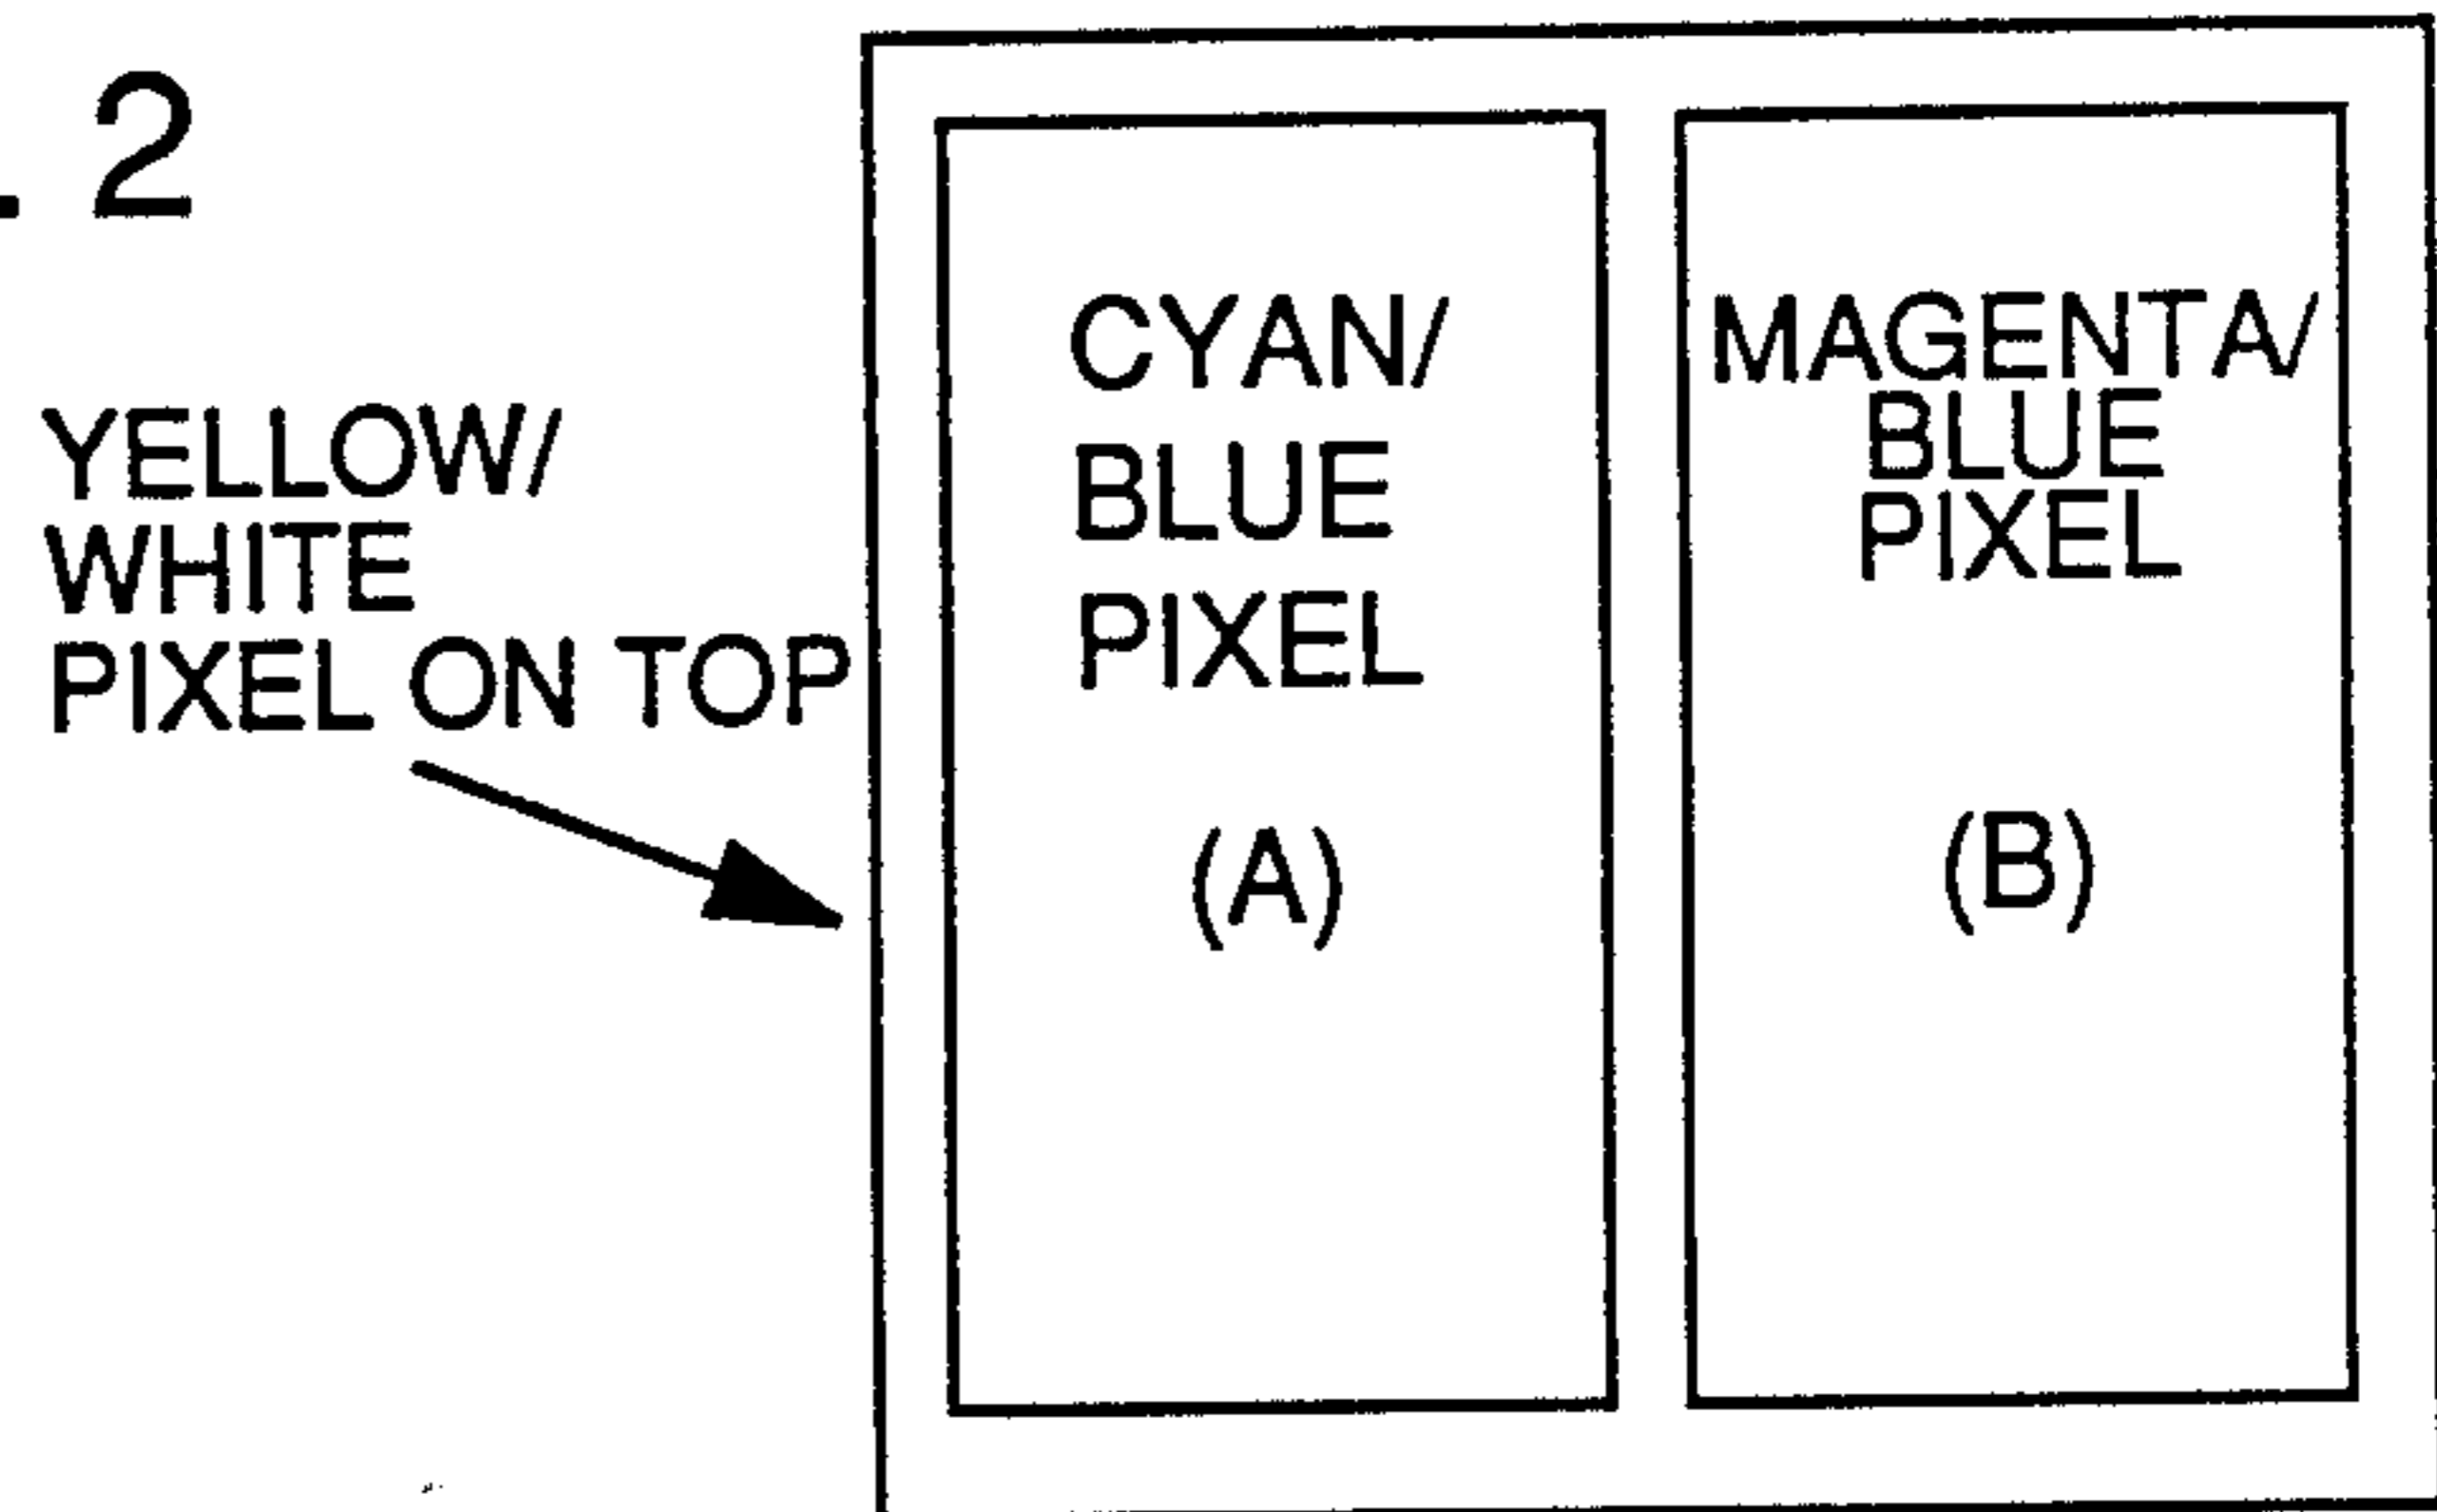 . 2
YELLOW/
WHITE
PIXEL ON TOP
CYAN/
BLUE
PIXEL
(A)
MAGENTA/
BLUE
PIXEL
(B)